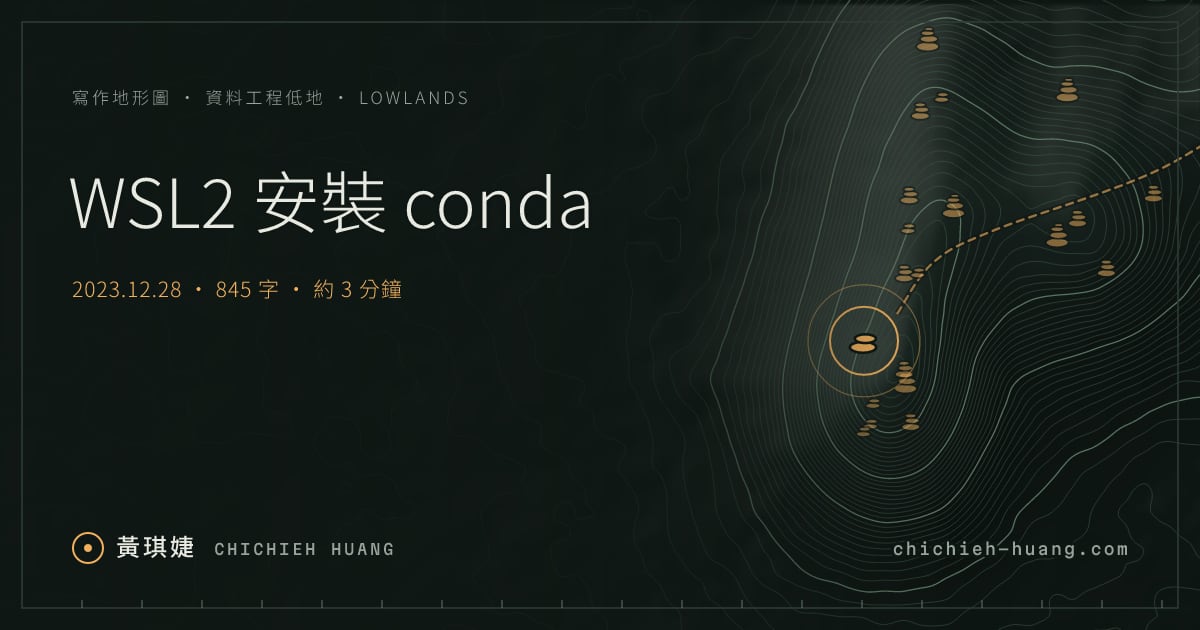 寫作地形圖 · 資料工程低地 · LOWLANDS
WSL2 安裝 conda
2023.12.28 · 845 字 · 約 3 分鐘
黃琪婕 CHICHIEH HUANG
chichieh-huang.com